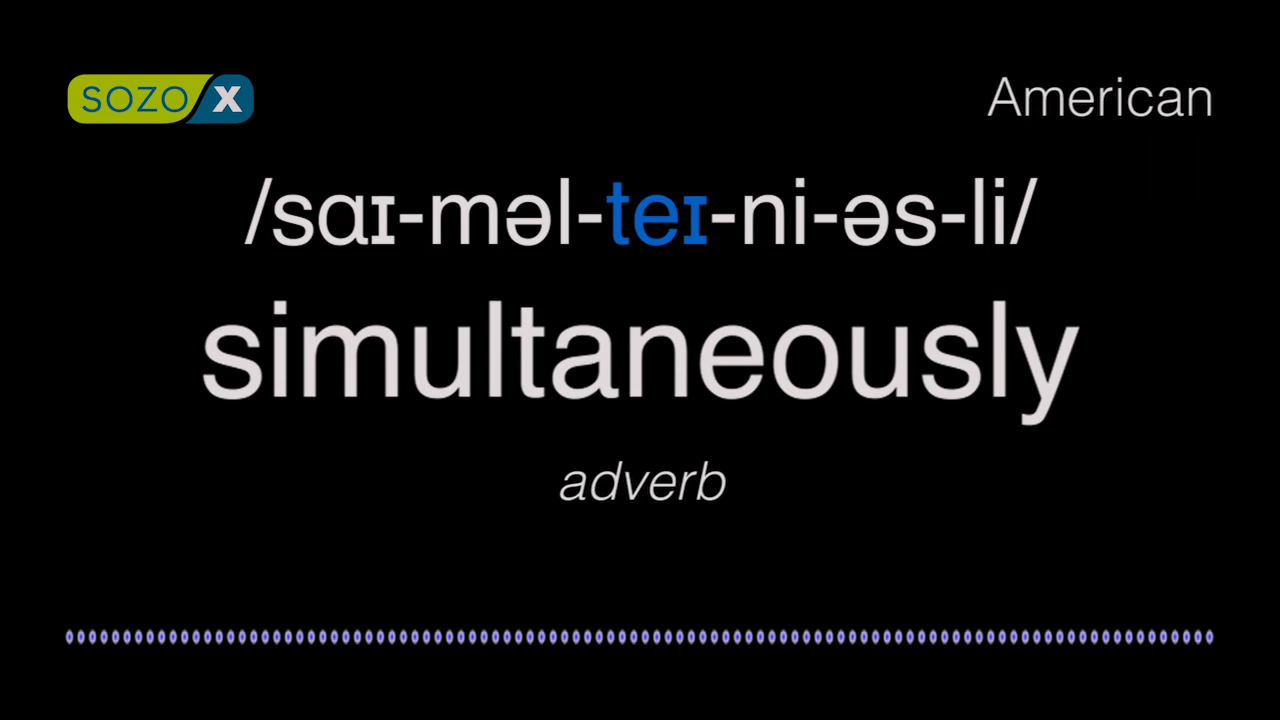 SOZO X
American
/sɑɪ-məl-teɪ-ni-əs-li/
simultaneously
adverb